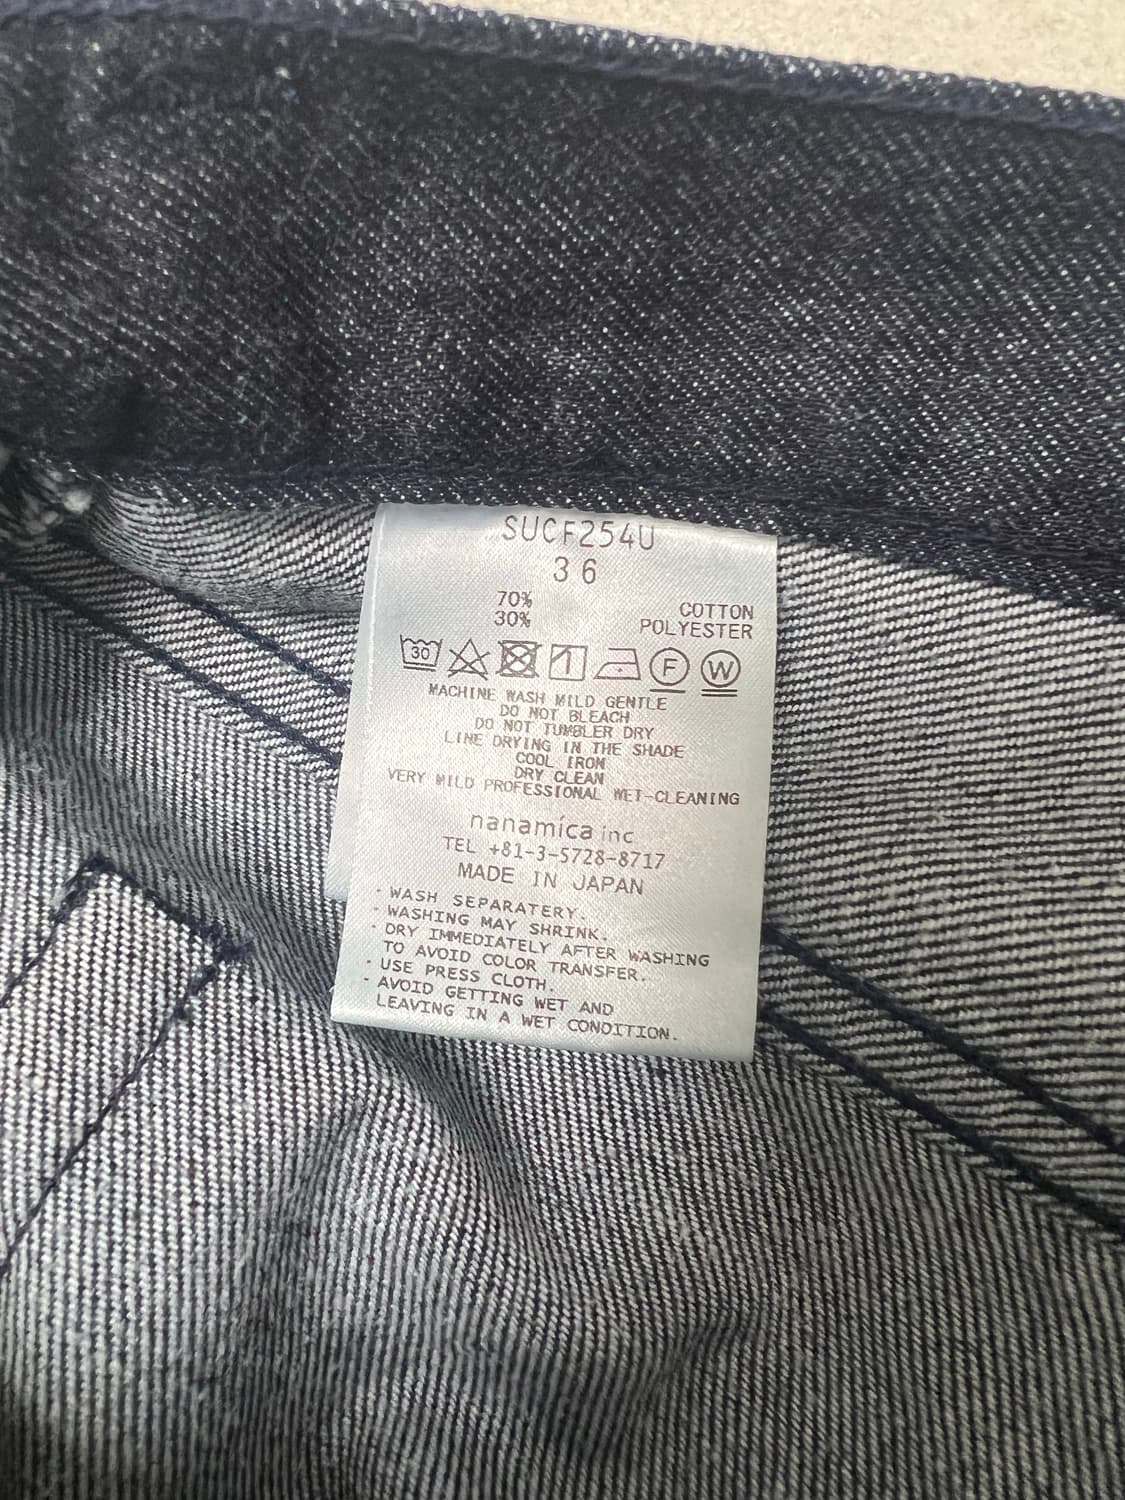 SUCF254U
36
70% COTTON
30% POLYESTER
30 F W
MACHINE WASH MILD GENTLE
DO NOT BLEACH
DO NOT TUMBLER DRY
LINE DRYING IN THE SHADE
COOL IRON
DRY CLEAN
VERY MILD PROFESSIONAL WET-CLEANING
nanamica inc
TEL +81-3-5728-8717
MADE IN JAPAN
・WASH SEPARATERY.
・WASHING MAY SHRINK.
・DRY IMMEDIATELY AFTER WASHING
TO AVOID COLOR TRANSFER.
・USE PRESS CLOTH.
・AVOID GETTING WET AND
LEAVING IN A WET CONDITION.